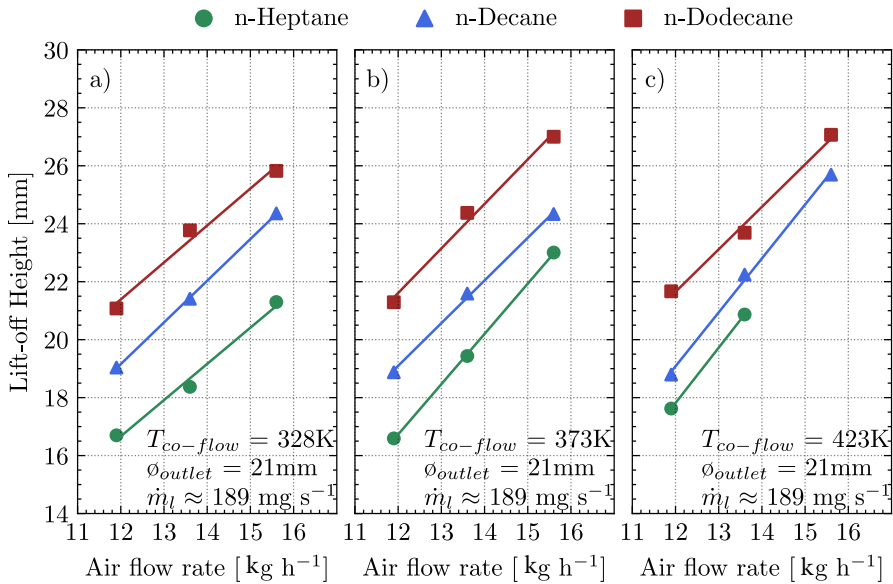 n-Heptane n-Decane n-Dodecane
30
28
26
24
22
20
18
16
14
Lift-off Height [mm]
a)
T_{co-flow} = 328K
ø_{outlet} = 21mm
ṁ_l ≈ 189 mg s⁻¹
11 12 13 14 15 16
Air flow rate [ kg h⁻¹]
b)
T_{co-flow} = 373K
ø_{outlet} = 21mm
ṁ_l ≈ 189 mg s⁻¹
11 12 13 14 15 16
Air flow rate [ kg h⁻¹]
c)
T_{co-flow} = 423K
ø_{outlet} = 21mm
ṁ_l ≈ 189 mg s⁻¹
11 12 13 14 15 16
Air flow rate [ kg h⁻¹]